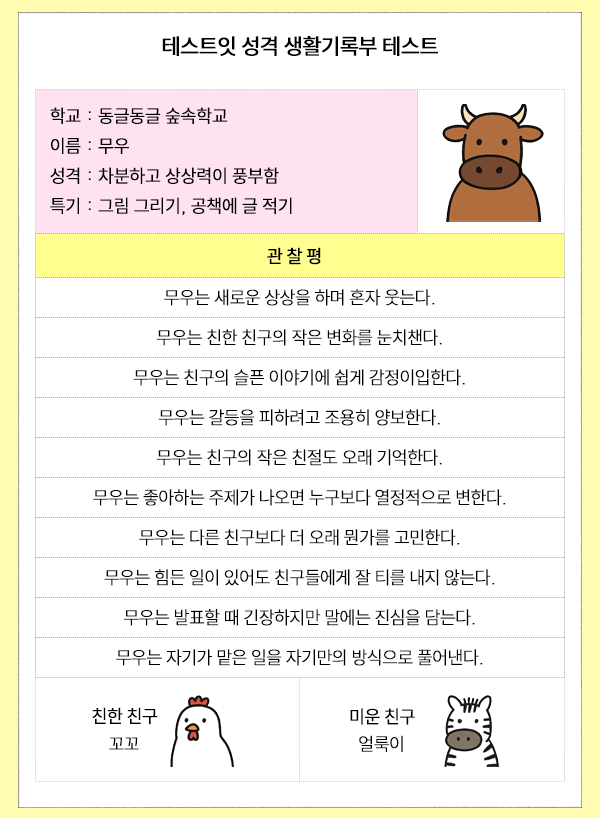 테스트잇 성격 생활기록부 테스트
학교 : 동글동글 숲속학교
이름 : 무우
성격 : 차분하고 상상력이 풍부함
특기 : 그림 그리기, 공책에 글 적기
관 찰 평
무우는 새로운 상상을 하며 혼자 웃는다.
무우는 친한 친구의 작은 변화를 눈치챈다.
무우는 친구의 슬픈 이야기에 쉽게 감정이입한다.
무우는 갈등을 피하려고 조용히 양보한다.
무우는 친구의 작은 친절도 오래 기억한다.
무우는 좋아하는 주제가 나오면 누구보다 열정적으로 변한다.
무우는 다른 친구보다 더 오래 뭔가를 고민한다.
무우는 힘든 일이 있어도 친구들에게 잘 티를 내지 않는다.
무우는 발표할 때 긴장하지만 말에는 진심을 담는다.
무우는 자기가 맡은 일을 자기만의 방식으로 풀어낸다.
친한 친구
꼬꼬
미운 친구
얼룩이